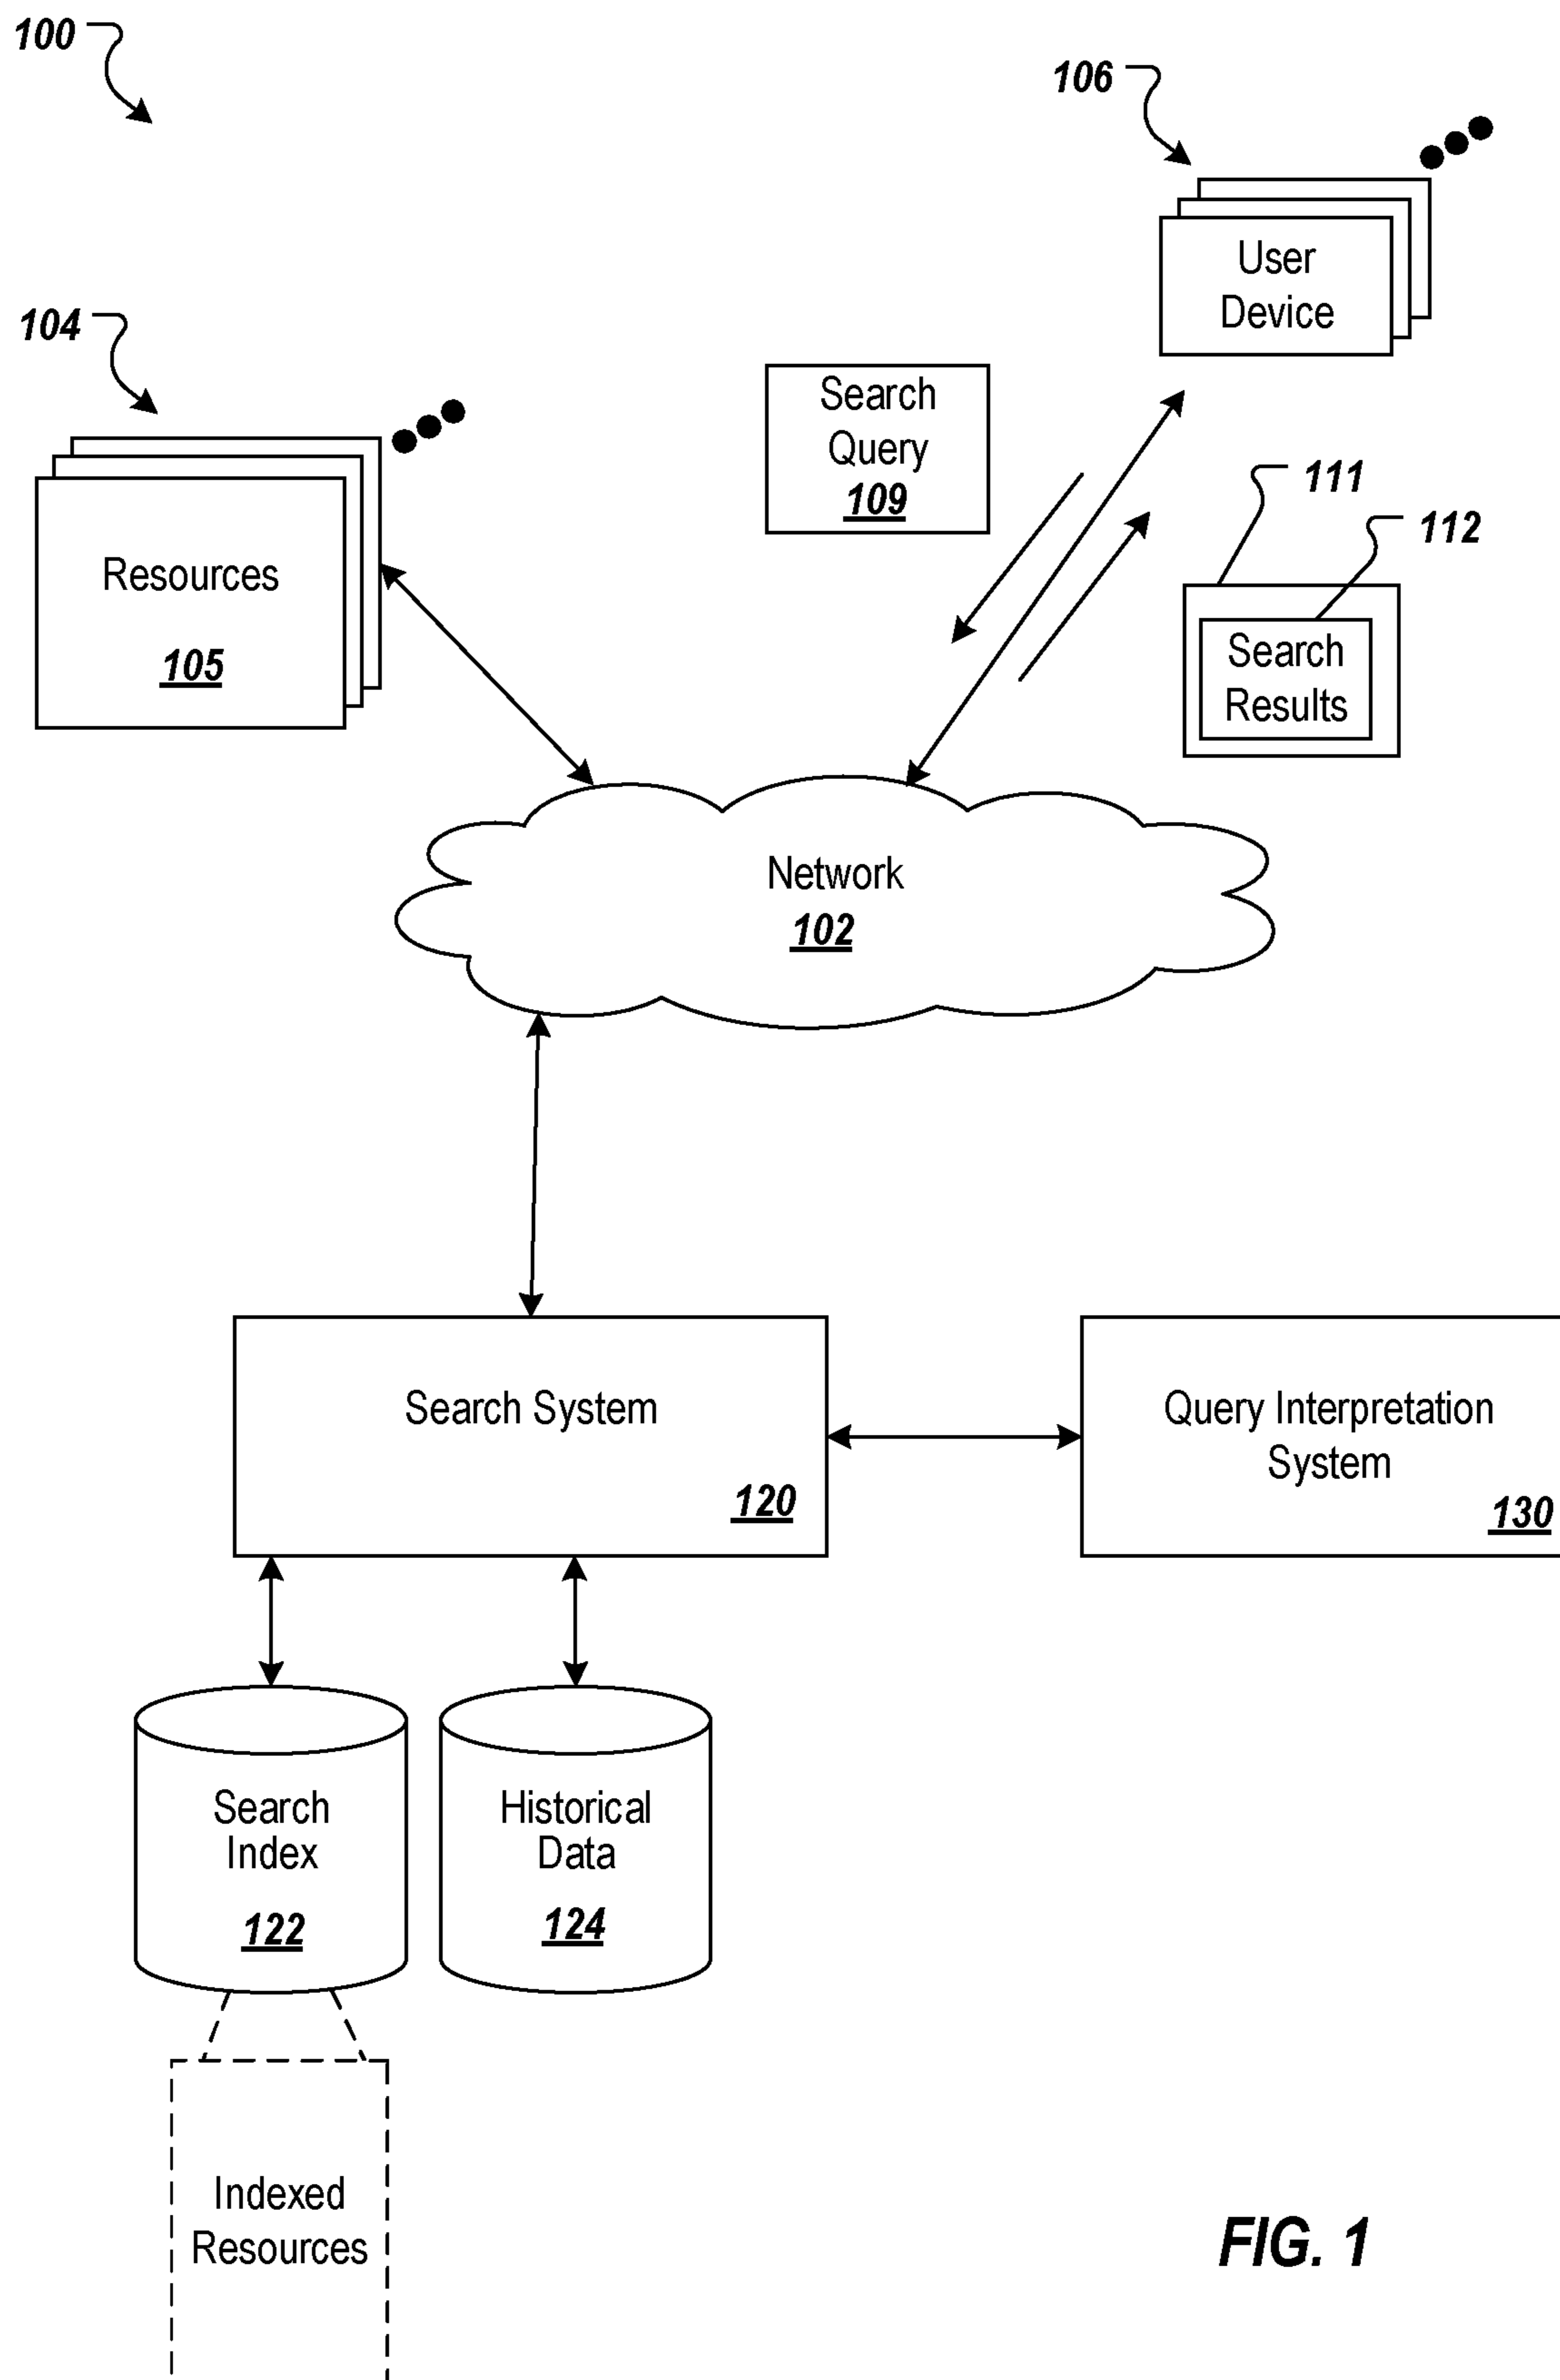 100
106
User
Device
104
Search
Query
109
111
112
Resources
105
Search
Results
Network
102
Search System
120
Query Interpretation
System
130
Search
Index
122
Historical
Data
124
Indexed
Resources
FIG. 1